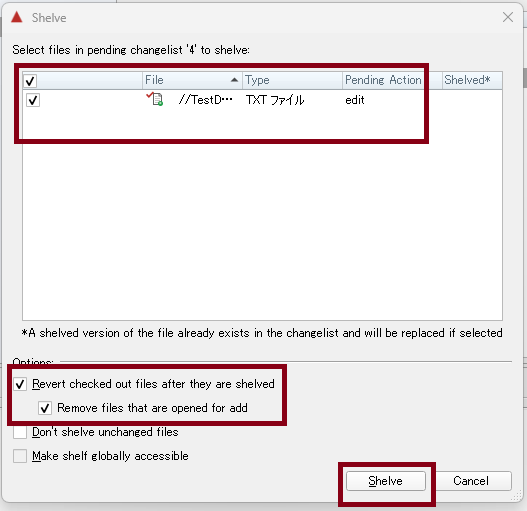 Shelve
Select files in pending changelist '4' to shelve:
File Type Pending Action Shelved*
//TestD… TXT ファイル edit
*A shelved version of the file already exists in the changelist and will be replaced if selected
Options:
Revert checked out files after they are shelved
Remove files that are opened for add
Don't shelve unchanged files
Make shelf globally accessible
Shelve Cancel